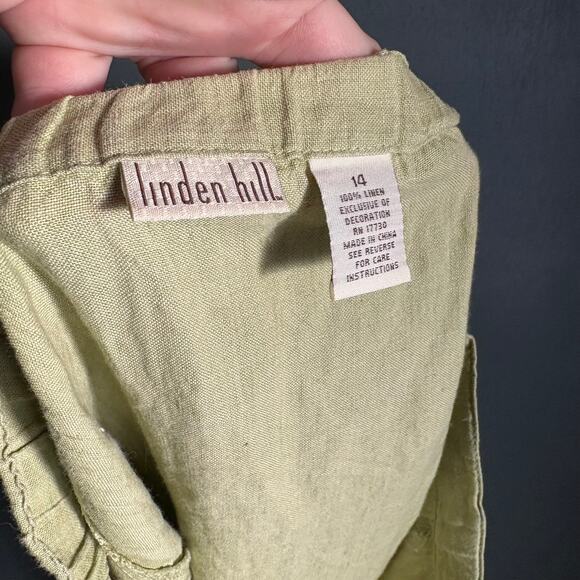 linden hill
14
100% LINEN
EXCLUSIVE OF
DECORATION
RN 17730
MADE IN CHINA
SEE REVERSE
FOR CARE
INSTRUCTIONS